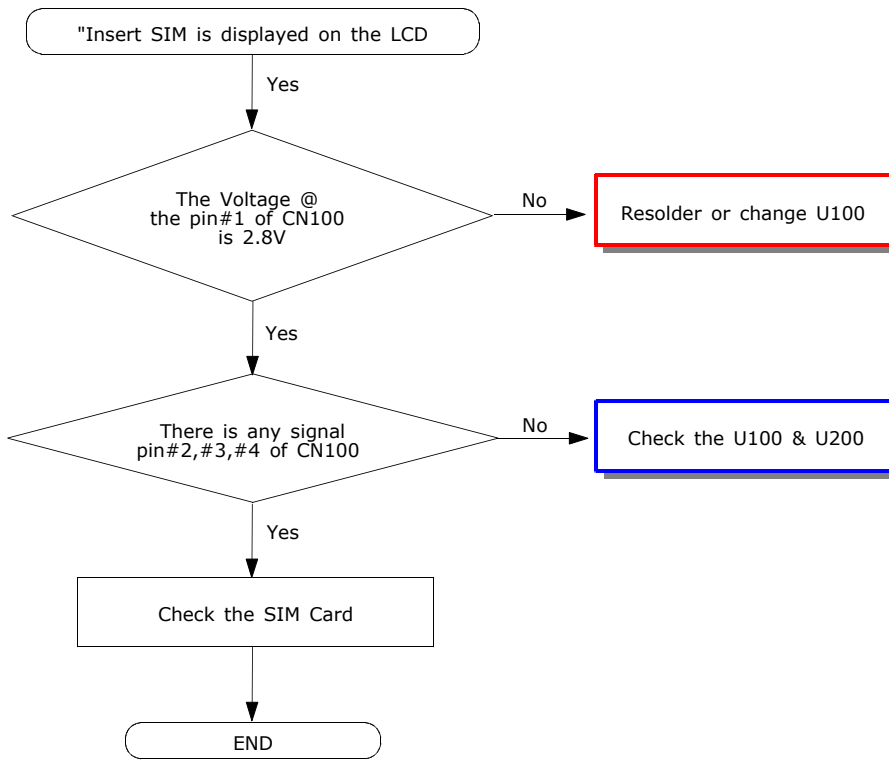 "Insert SIM is displayed on the LCD
Yes
The Voltage @
the pin#1 of CN100
is 2.8V
No
Resolder or change U100
Yes
There is any signal
pin#2,#3,#4 of CN100
No
Check the U100 & U200
Yes
Check the SIM Card
END